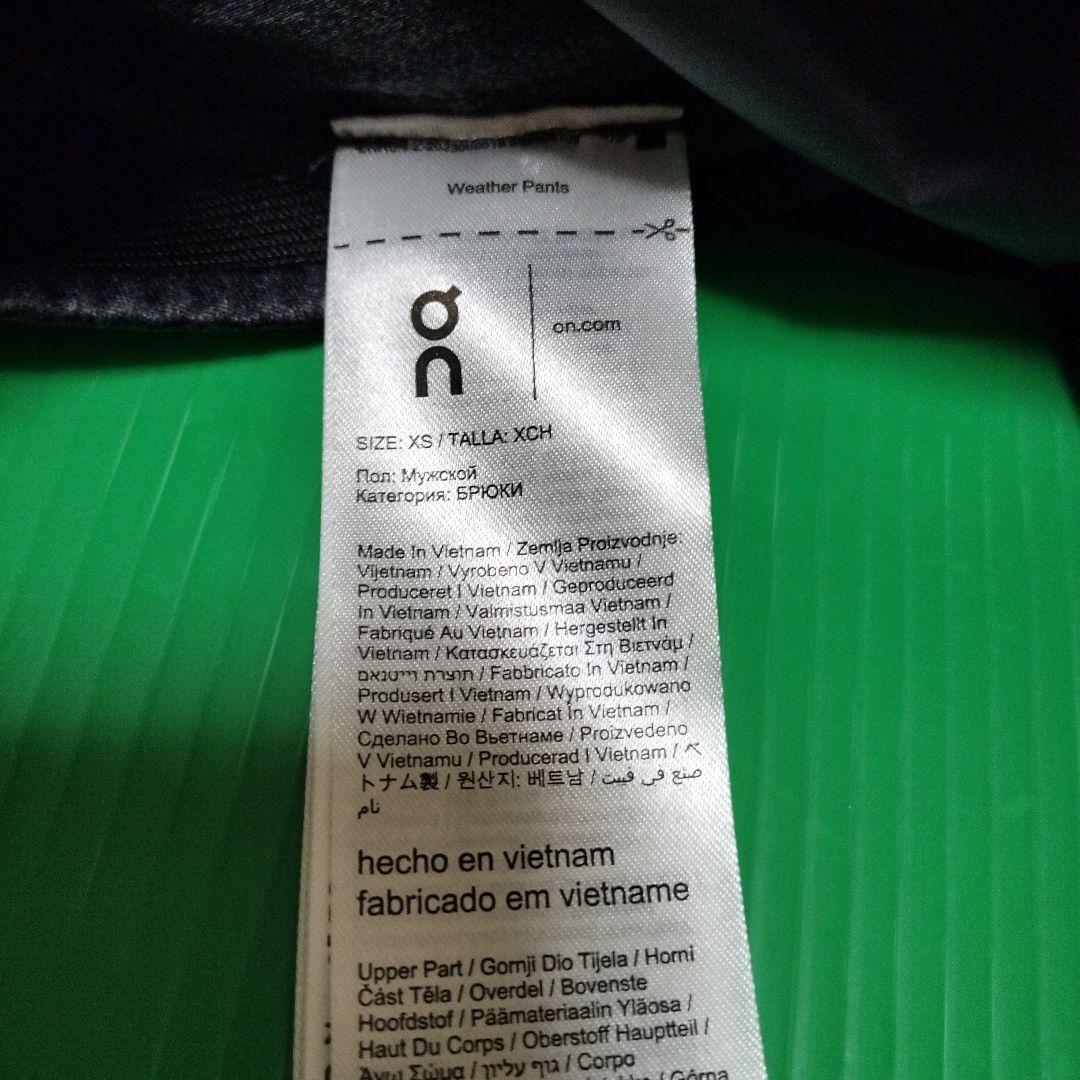 Weather Pants
on
on.com
SIZE: XS / TALLA: XCH
Пол: Мужской
Категория: БРЮКИ
Made In Vietnam / Zemlja Proizvodnje:
Vijetnam / Vyrobeno V Vietnamu /
Produceret I Vietnam / Geproduceerd
In Vietnam / Valmistusmaa Vietnam /
Fabriqué Au Vietnam / Hergestellt In
Vietnam / Κατασκευάζεται Στη Βιετνάμ /
תוצרת וייטנאם / Fabbricato In Vietnam /
Produsert I Vietnam / Wyprodukowano
W Wietnamie / Fabricat În Vietnam /
Сделано Во Вьетнаме / Proizvedeno
V Vietnamu / Producerad I Vietnam / ベ
トナム製 / 원산지: 베트남 / صنع في فييت
نام
hecho en vietnam
fabricado em vietname
Upper Part / Gornji Dio Tijela / Horní
Část Těla / Overdel / Bovenste
Hoofdstof / Päämateriaalin Yläosa /
Haut Du Corps / Oberstoff Hauptteil /
Άνω Σώμα / גוף עליון / Corpo
Górna